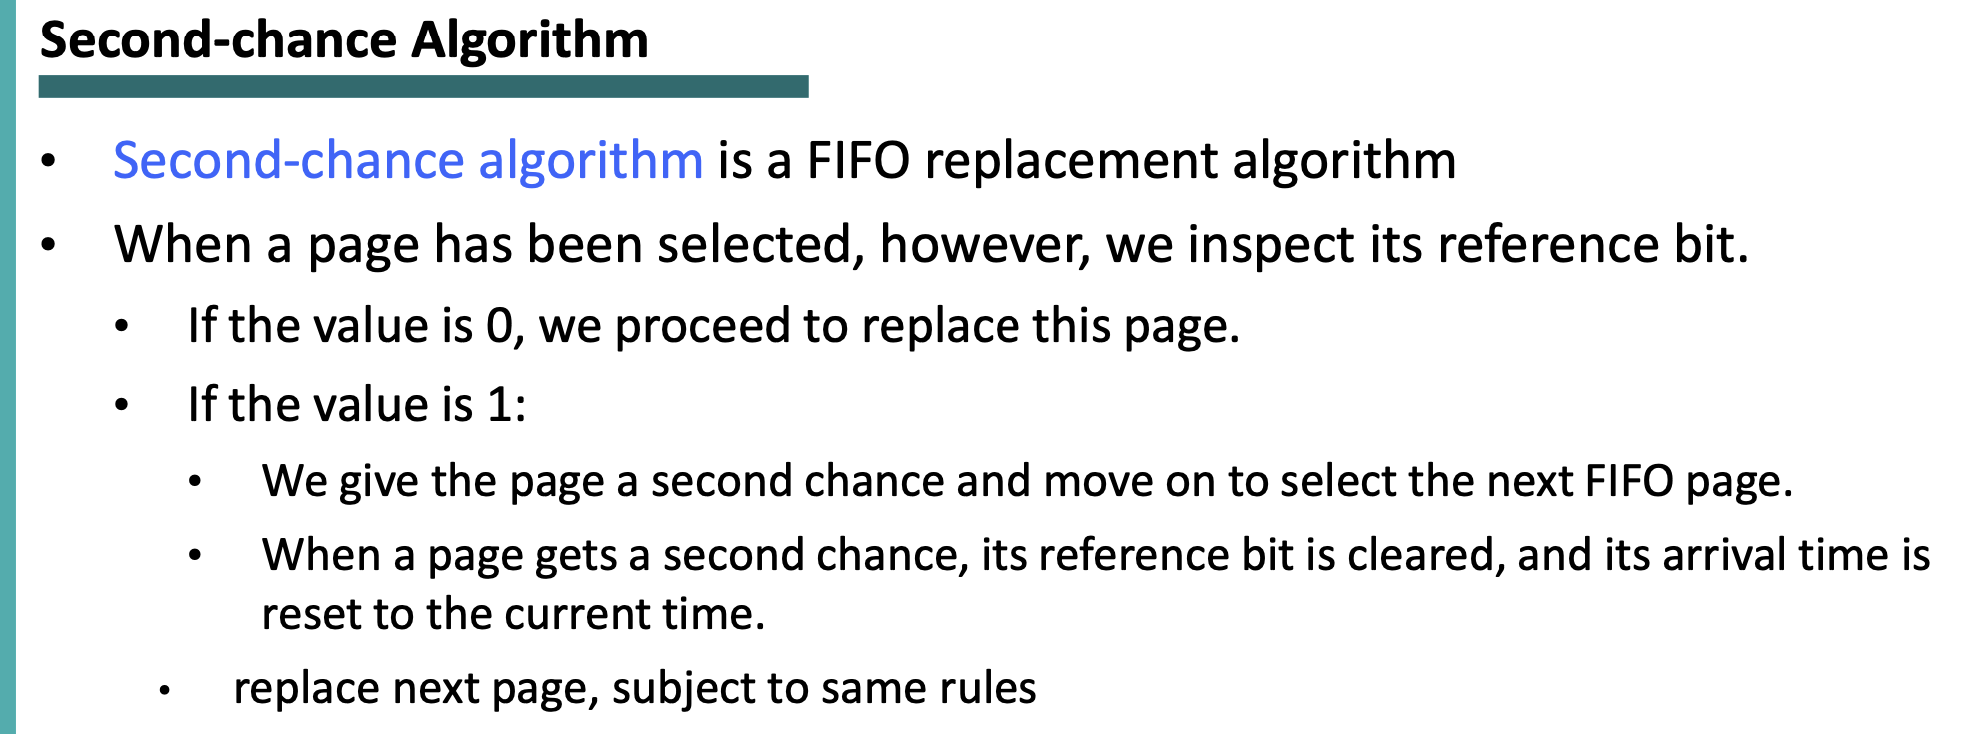 Second-chance Algorithm
• Second-chance algorithm is a FIFO replacement algorithm
• When a page has been selected, however, we inspect its reference bit.
• If the value is 0, we proceed to replace this page.
• If the value is 1:
• We give the page a second chance and move on to select the next FIFO page.
• When a page gets a second chance, its reference bit is cleared, and its arrival time is
reset to the current time.
• replace next page, subject to same rules